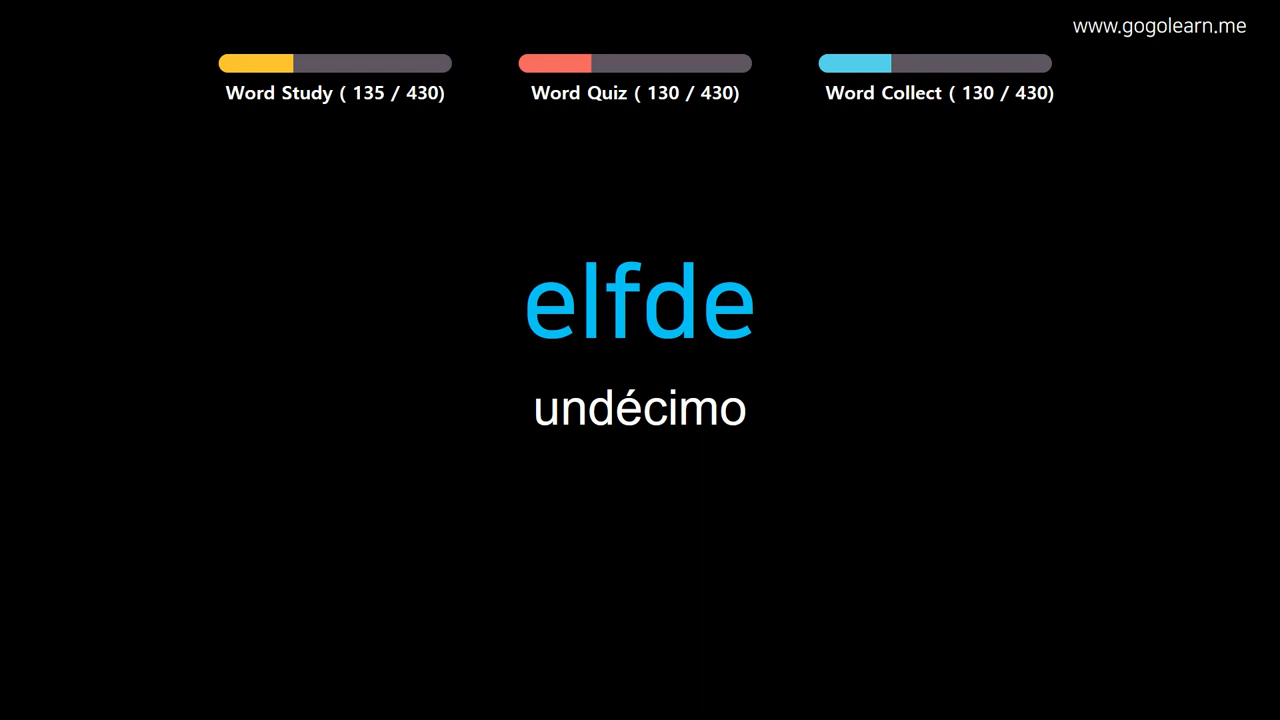 www.gogolearn.me
Word Study ( 135 / 430)
Word Quiz ( 130 / 430)
Word Collect ( 130 / 430)
elfde
undécimo